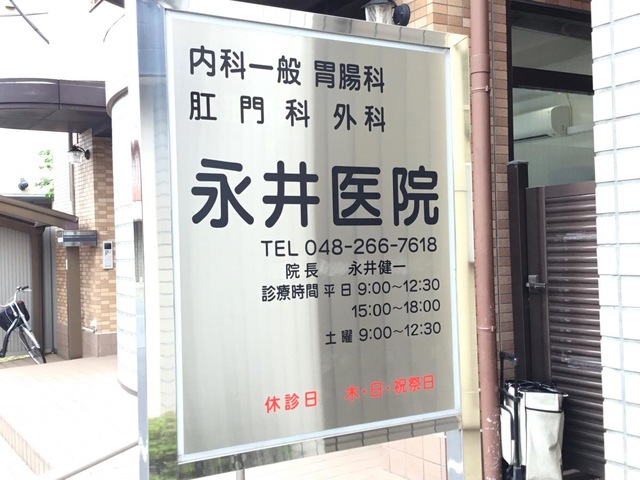 内科一般 胃腸科
肛門科 外科
永井医院
TEL 048-266-7618
院長 永井健一
診療時間 平日 9:00〜12:30
15:00〜18:00
土曜 9:00〜12:30
休診日 木・日・祝祭日